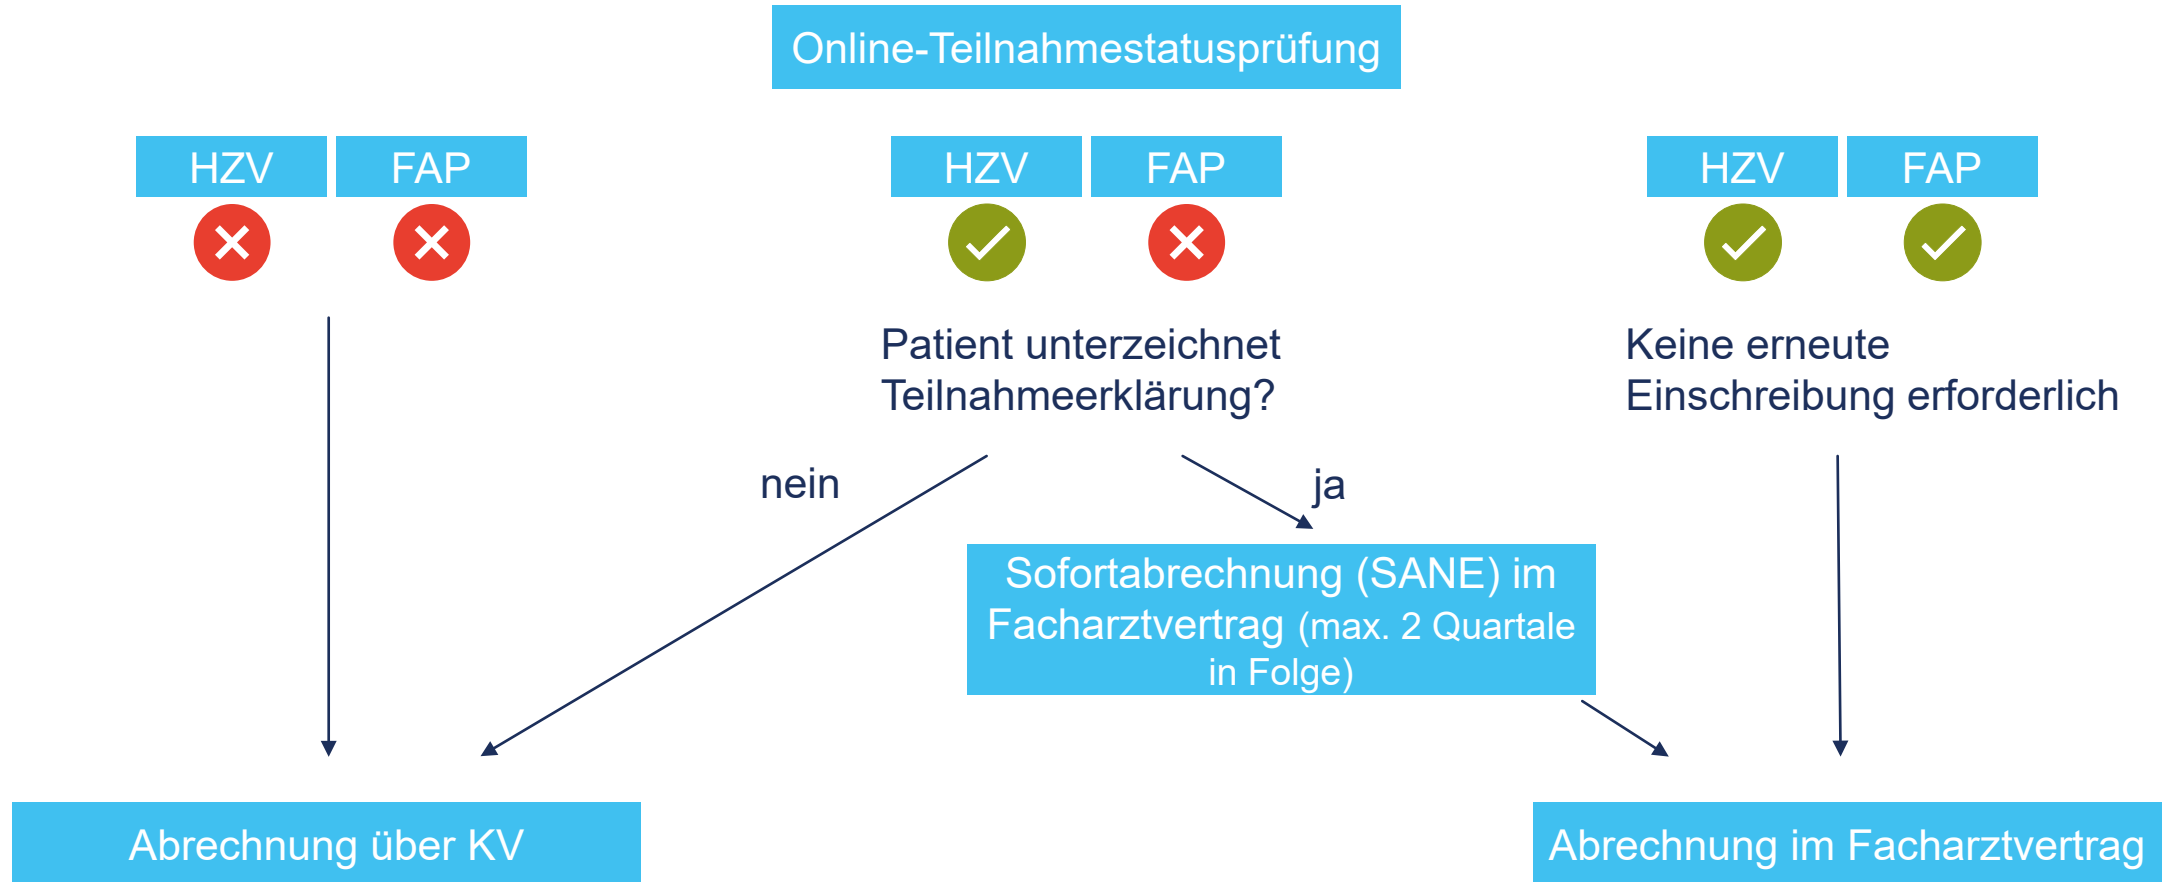 Online-Teilnahmestatusprüfung
HZV FAP
HZV FAP
HZV FAP
Patient unterzeichnet
Teilnahmeerklärung?
Keine erneute
Einschreibung erforderlich
nein
ja
Sofortabrechnung (SANE) im
Facharztvertrag (max. 2 Quartale
in Folge)
Abrechnung über KV
Abrechnung im Facharztvertrag